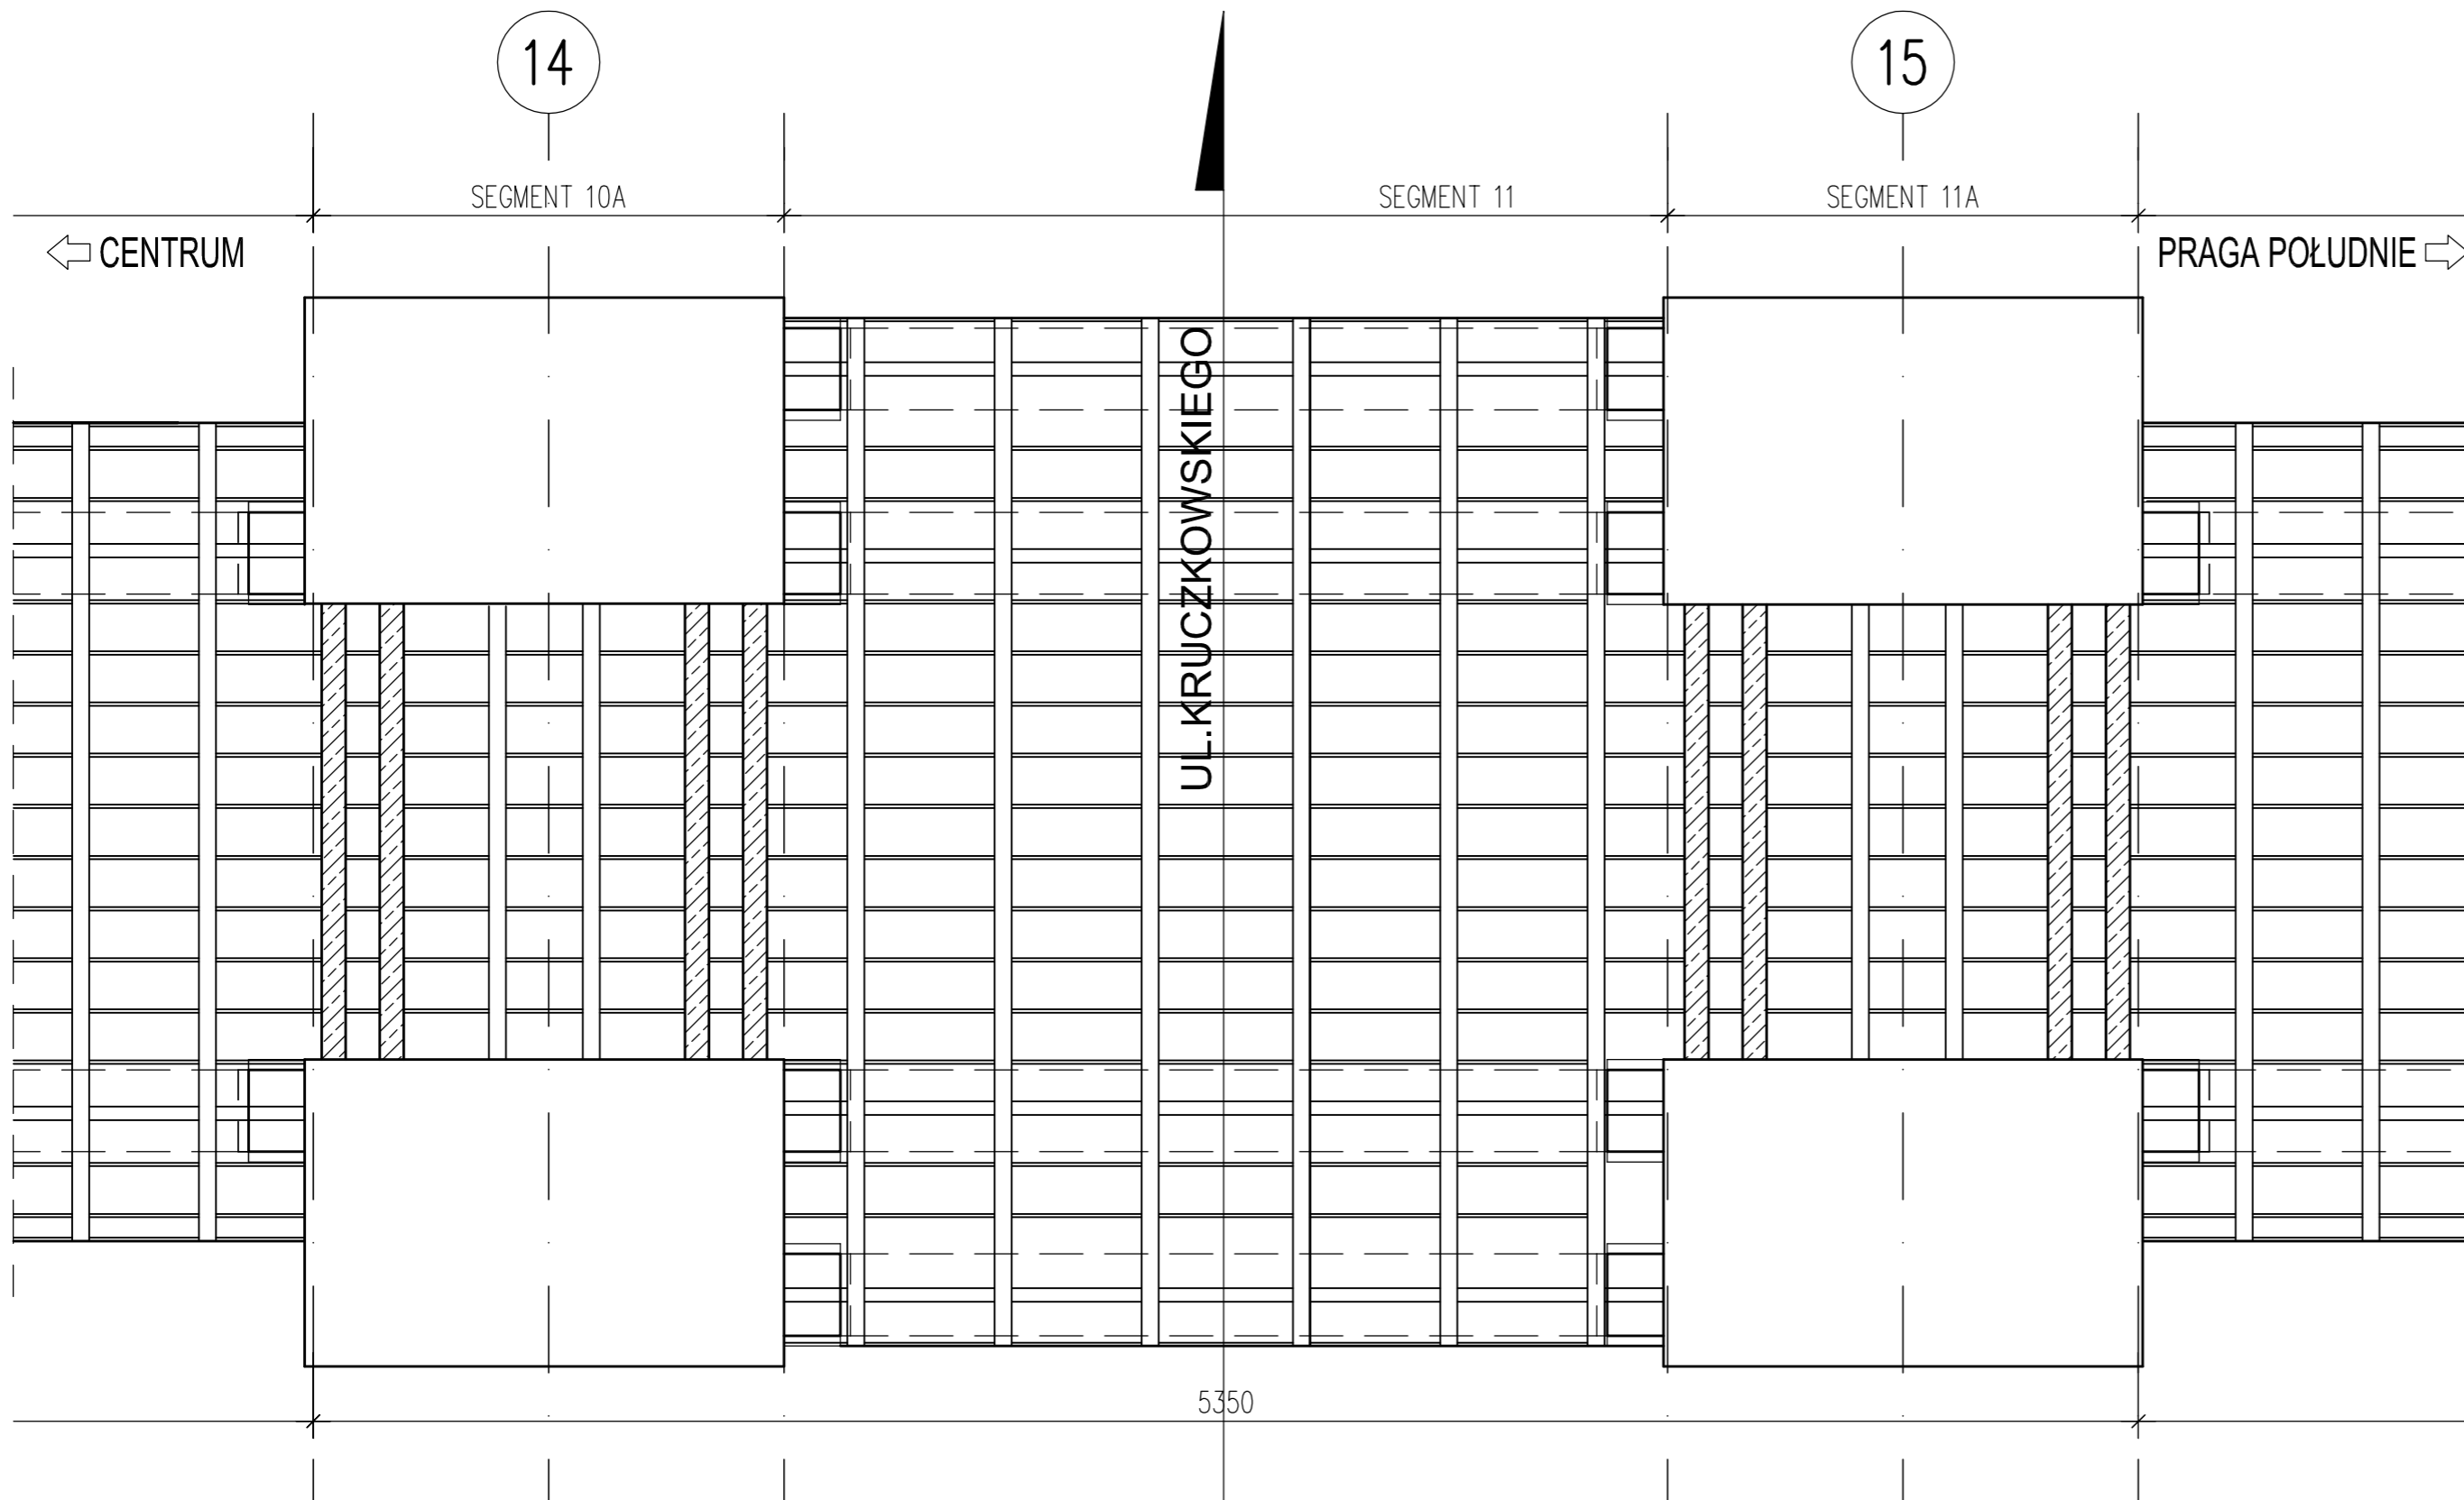 14
15
SEGMENT 10A
SEGMENT 11
SEGMENT 11A
CENTRUM
PRAGA POŁUDNIE
UL.KRUCZKOWSKIEGO
5350